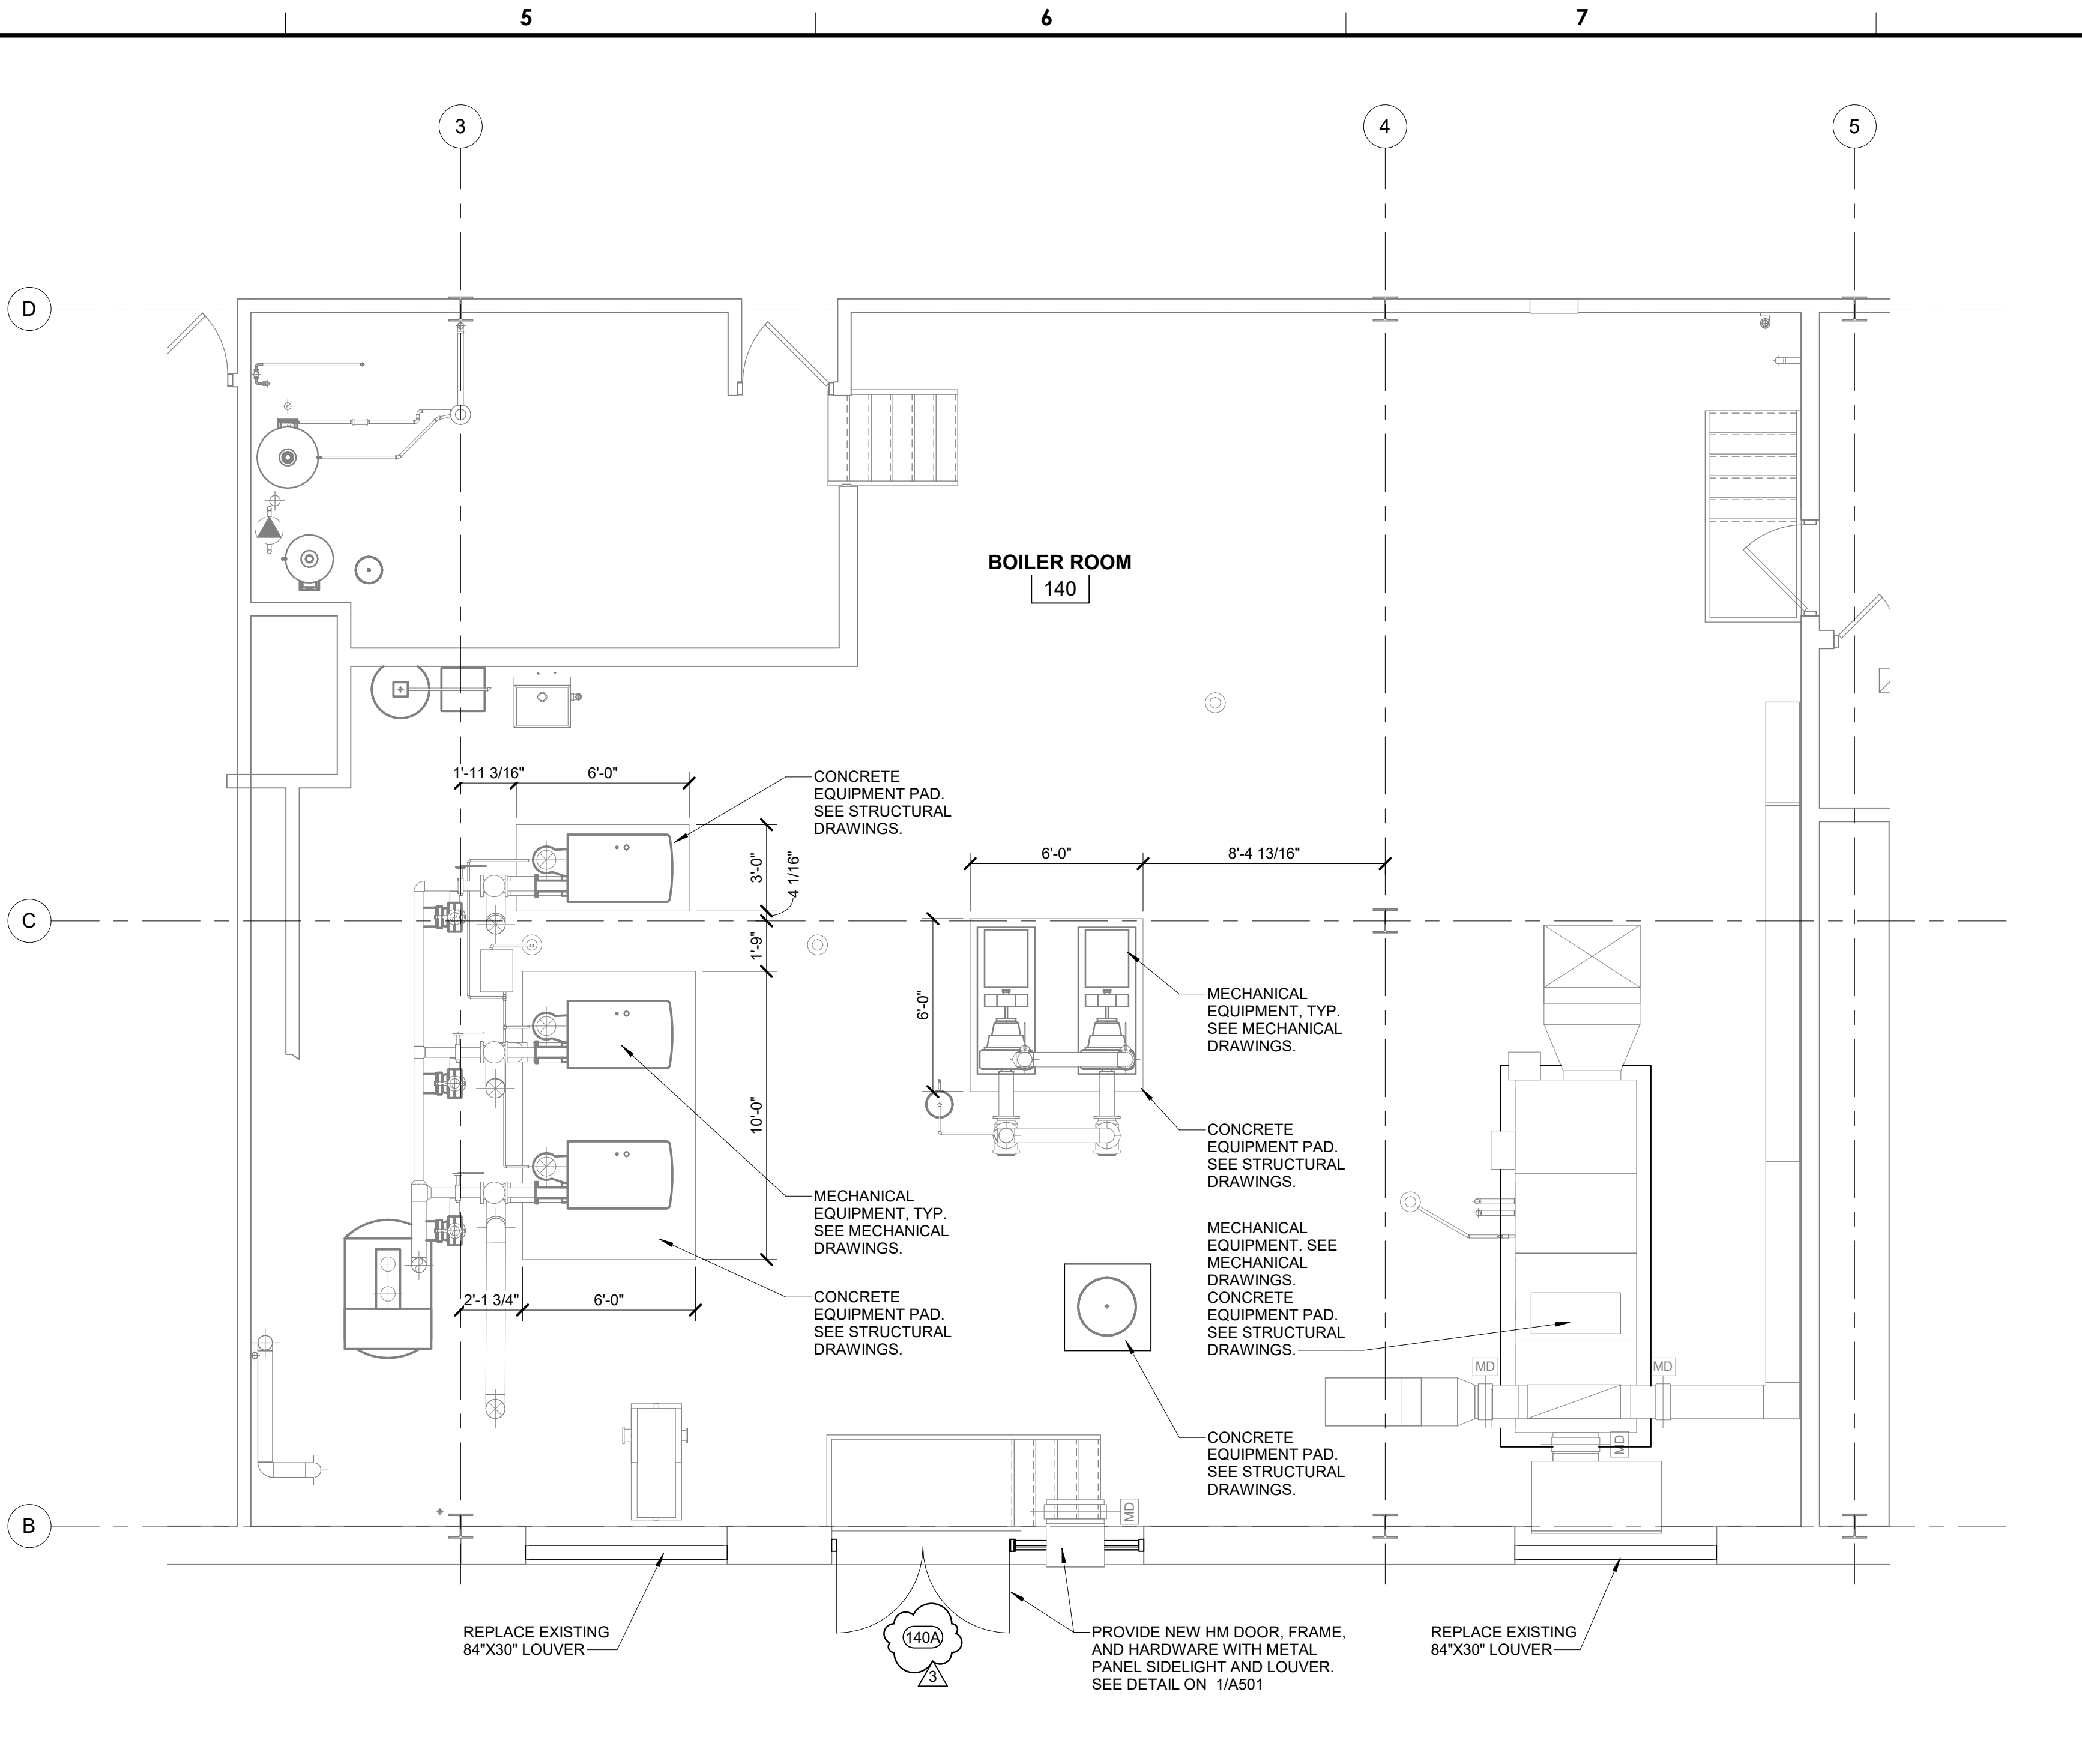 5
6
7
3
4
5
D
C
B
BOILER ROOM
140
1'-11 3/16"
6'-0"
CONCRETE
EQUIPMENT PAD.
SEE STRUCTURAL
DRAWINGS.
3'-0"
4 1/16"
1'-9"
10'-0"
6'-0"
8'-4 13/16"
6'-0"
MECHANICAL
EQUIPMENT, TYP.
SEE MECHANICAL
DRAWINGS.
CONCRETE
EQUIPMENT PAD.
SEE STRUCTURAL
DRAWINGS.
MECHANICAL
EQUIPMENT, TYP.
SEE MECHANICAL
DRAWINGS.
MECHANICAL
EQUIPMENT. SEE
MECHANICAL
DRAWINGS.
CONCRETE
EQUIPMENT PAD.
SEE STRUCTURAL
DRAWINGS.
2'-1 3/4"
6'-0"
CONCRETE
EQUIPMENT PAD.
SEE STRUCTURAL
DRAWINGS.
MD
MD
MD
CONCRETE
EQUIPMENT PAD.
SEE STRUCTURAL
DRAWINGS.
MD
REPLACE EXISTING
84"X30" LOUVER
140A
3
PROVIDE NEW HM DOOR, FRAME,
AND HARDWARE WITH METAL
PANEL SIDELIGHT AND LOUVER.
SEE DETAIL ON 1/A501
REPLACE EXISTING
84"X30" LOUVER